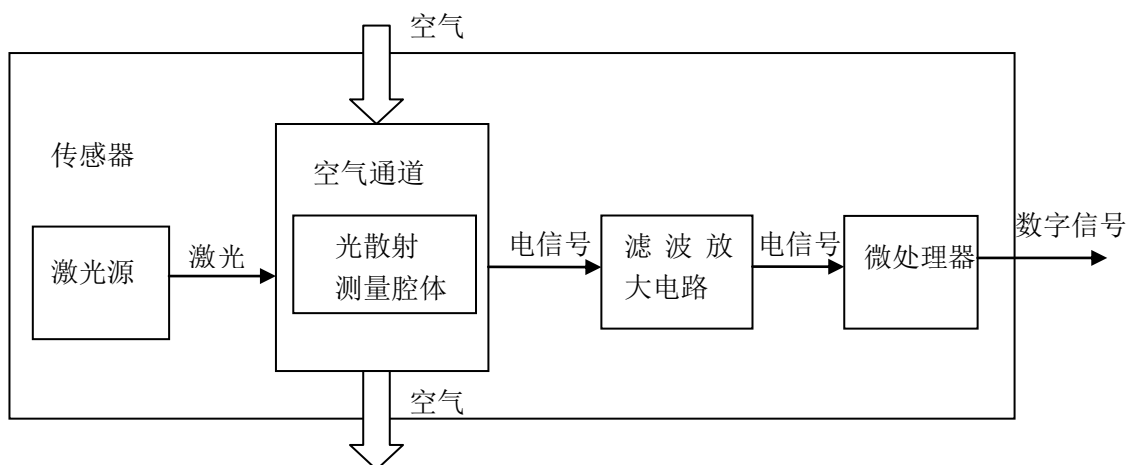 空气
传感器
空气通道
激光源
激光
光散射
测量腔体
电信号
滤波放
大电路
电信号
微处理器
数字信号
空气